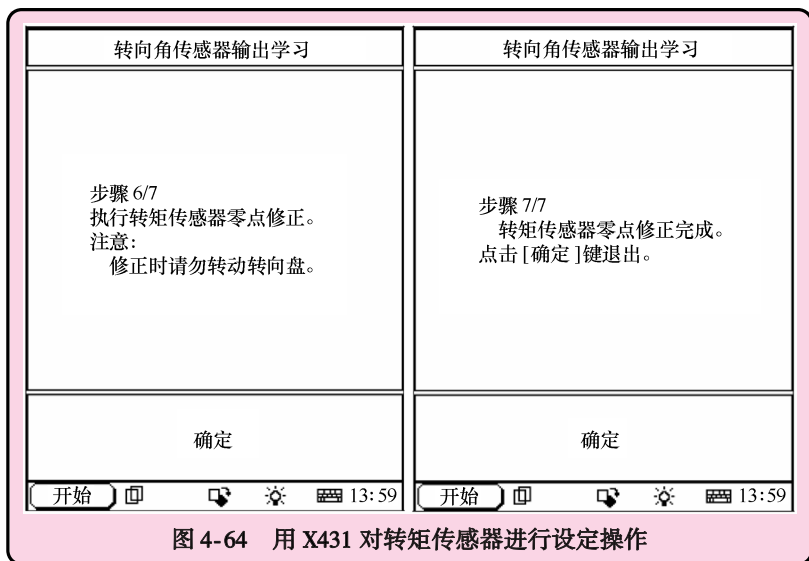 转向角传感器输出学习
步骤 6/7
执行转矩传感器零点修正。
注意:
修正时请勿转动转向盘。
确定
开始 13:59
转向角传感器输出学习
步骤 7/7
转矩传感器零点修正完成。
点击[确定]键退出。
确定
开始 13:59
图 4-64 用 X431 对转矩传感器进行设定操作